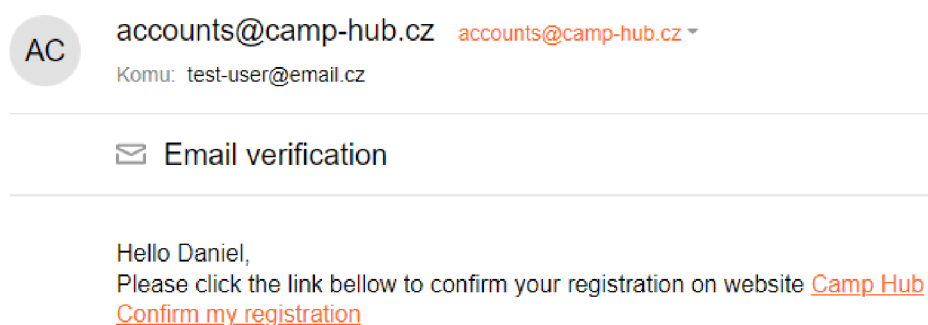 AC
accounts@camp-hub.cz accounts@camp-hub.cz
Komu: test-user@email.cz
Email verification
Hello Daniel,
Please click the link bellow to confirm your registration on website Camp Hub
Confirm my registration